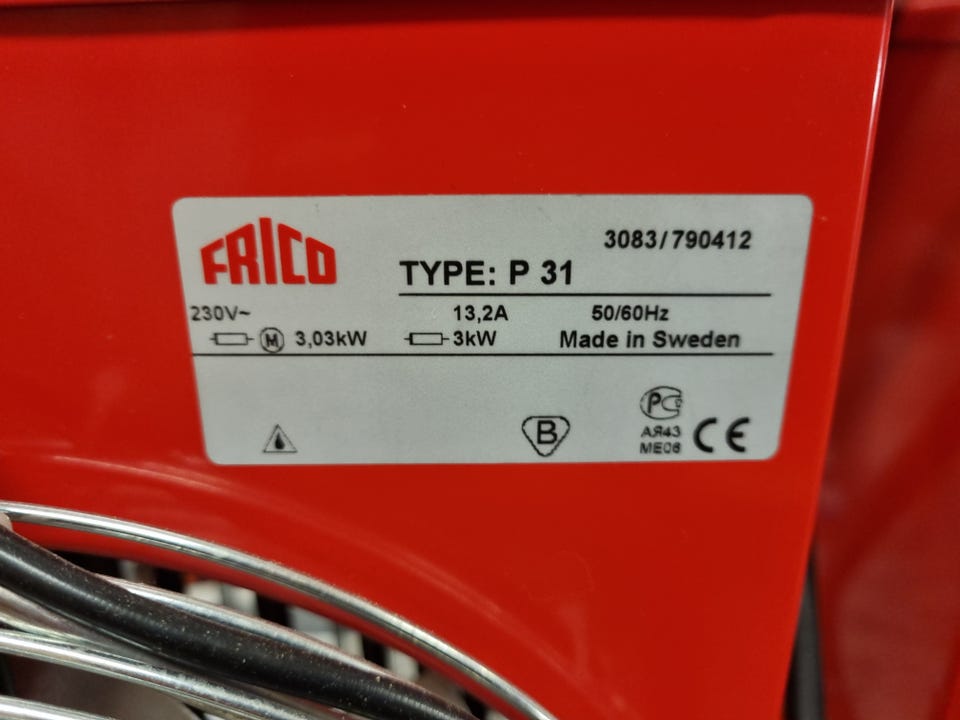 FRICO
3083/790412
TYPE: P 31
230V~ 13,2A 50/60Hz
M 3,03kW 3kW Made in Sweden
B
PC
АЯ43
МЕ06
CE